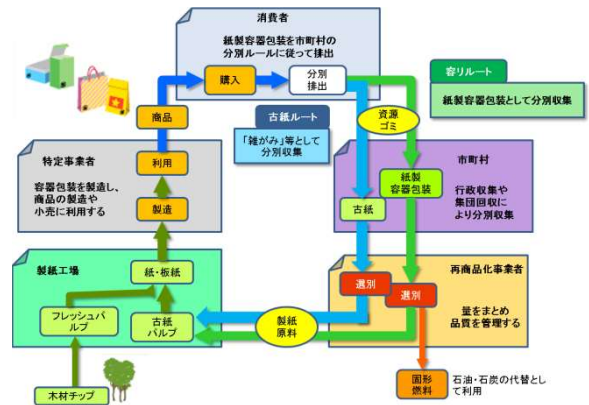 消費者
紙製容器包装を市町村の
分別ルールに従って排出
購入
分別
排出
容リルート
紙製容器包装として分別収集
古紙ルート
「雑がみ」等として
分別収集
資源
ゴミ
商品
特定事業者
容器包装を製造し、
商品の製造や
小売に利用する
利用
製造
市町村
行政収集や
集団回収に
より分別収集
紙製
容器包装
古紙
製紙工場
紙・板紙
フレッシュパ
ルプ
古紙
パルプ
木材チップ
製紙
原料
再商品化事業者
選別
選別
量をまとめ
品質を管理する
固形
燃料
石油・石炭の代替とし
て利用